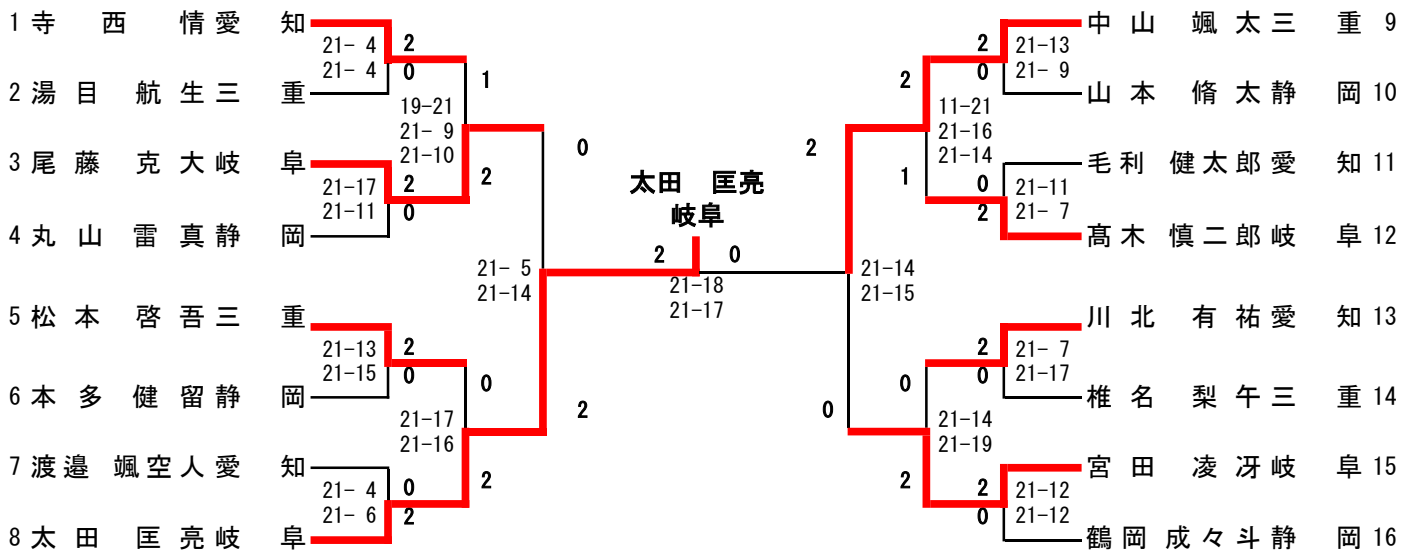 1 寺 西 情 愛 知
21- 4 2
21- 4 0
2 湯 目 航 生 三 重
1
19-21
21- 9
21-10
2
3 尾 藤 克 大 岐 阜
21-17 2
21-11 0
4 丸 山 雷 真 静 岡
0
21- 5
21-14
2
5 松 本 啓 吾 三 重
21-13 2
21-15 0
6 本 多 健 留 静 岡
0
21-17
21-16
2
7 渡 邉 颯 空 人 愛 知
21- 4 0
21- 6 2
8 太 田 匡 亮 岐 阜
太田 匡亮
岐阜
2 0
21-18
21-17
中 山 颯 太 三 重 9
2 21-13
0 21- 9
山 本 脩 太 静 岡 10
2
11-21
21-16
21-14
1
毛 利 健 太 郎 愛 知 11
0 21-11
2 21- 7
髙 木 慎 二 郎 岐 阜 12
2
21-14
21-15
0
川 北 有 祐 愛 知 13
2 21- 7
0 21-17
椎 名 梨 午 三 重 14
0
21-14
21-19
2
宮 田 凌 冴 岐 阜 15
2 21-12
0 21-12
鶴 岡 成 々 斗 静 岡 16